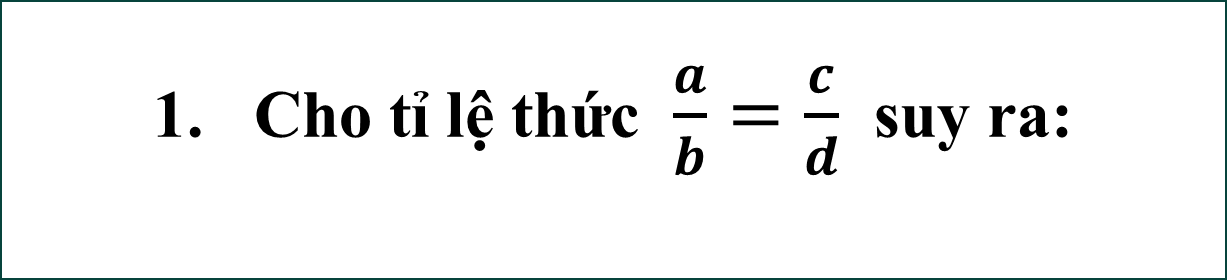 1. Cho tỉ lệ thức a/b = c/d suy ra: